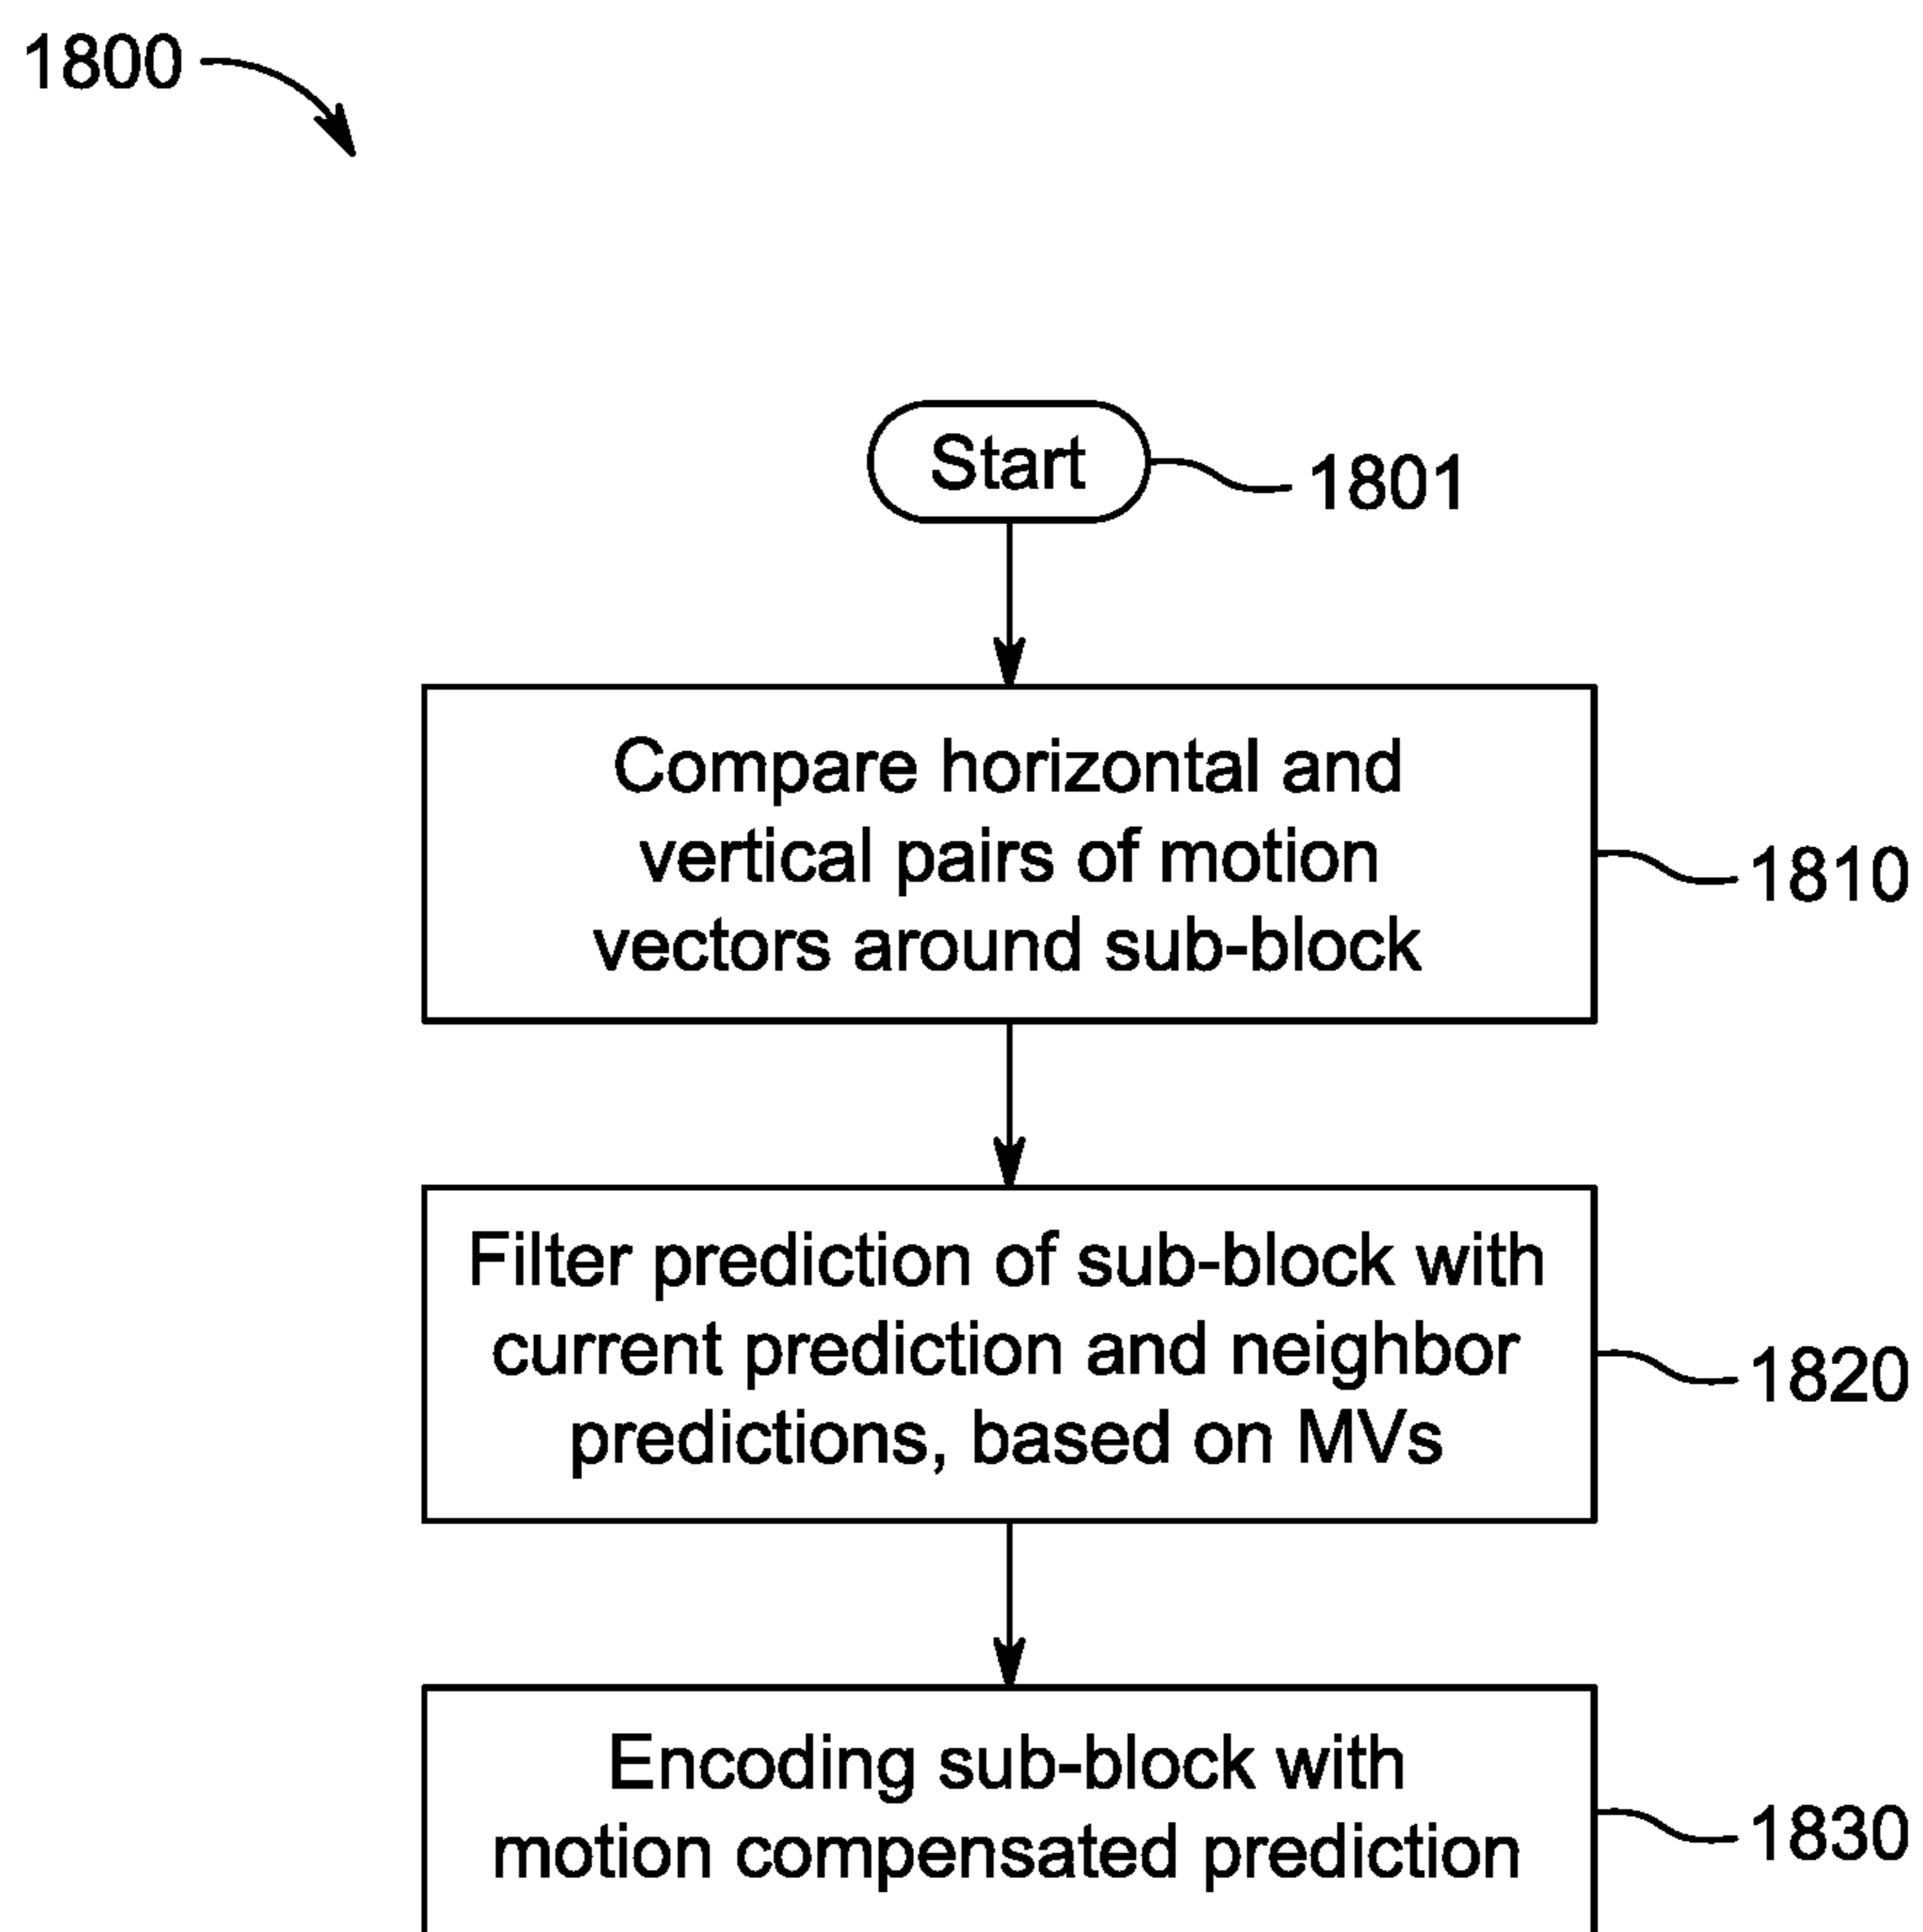 1800
Start
1801
Compare horizontal and
vertical pairs of motion
vectors around sub-block
1810
Filter prediction of sub-block with
current prediction and neighbor
predictions, based on MVs
1820
Encoding sub-block with
motion compensated prediction
1830